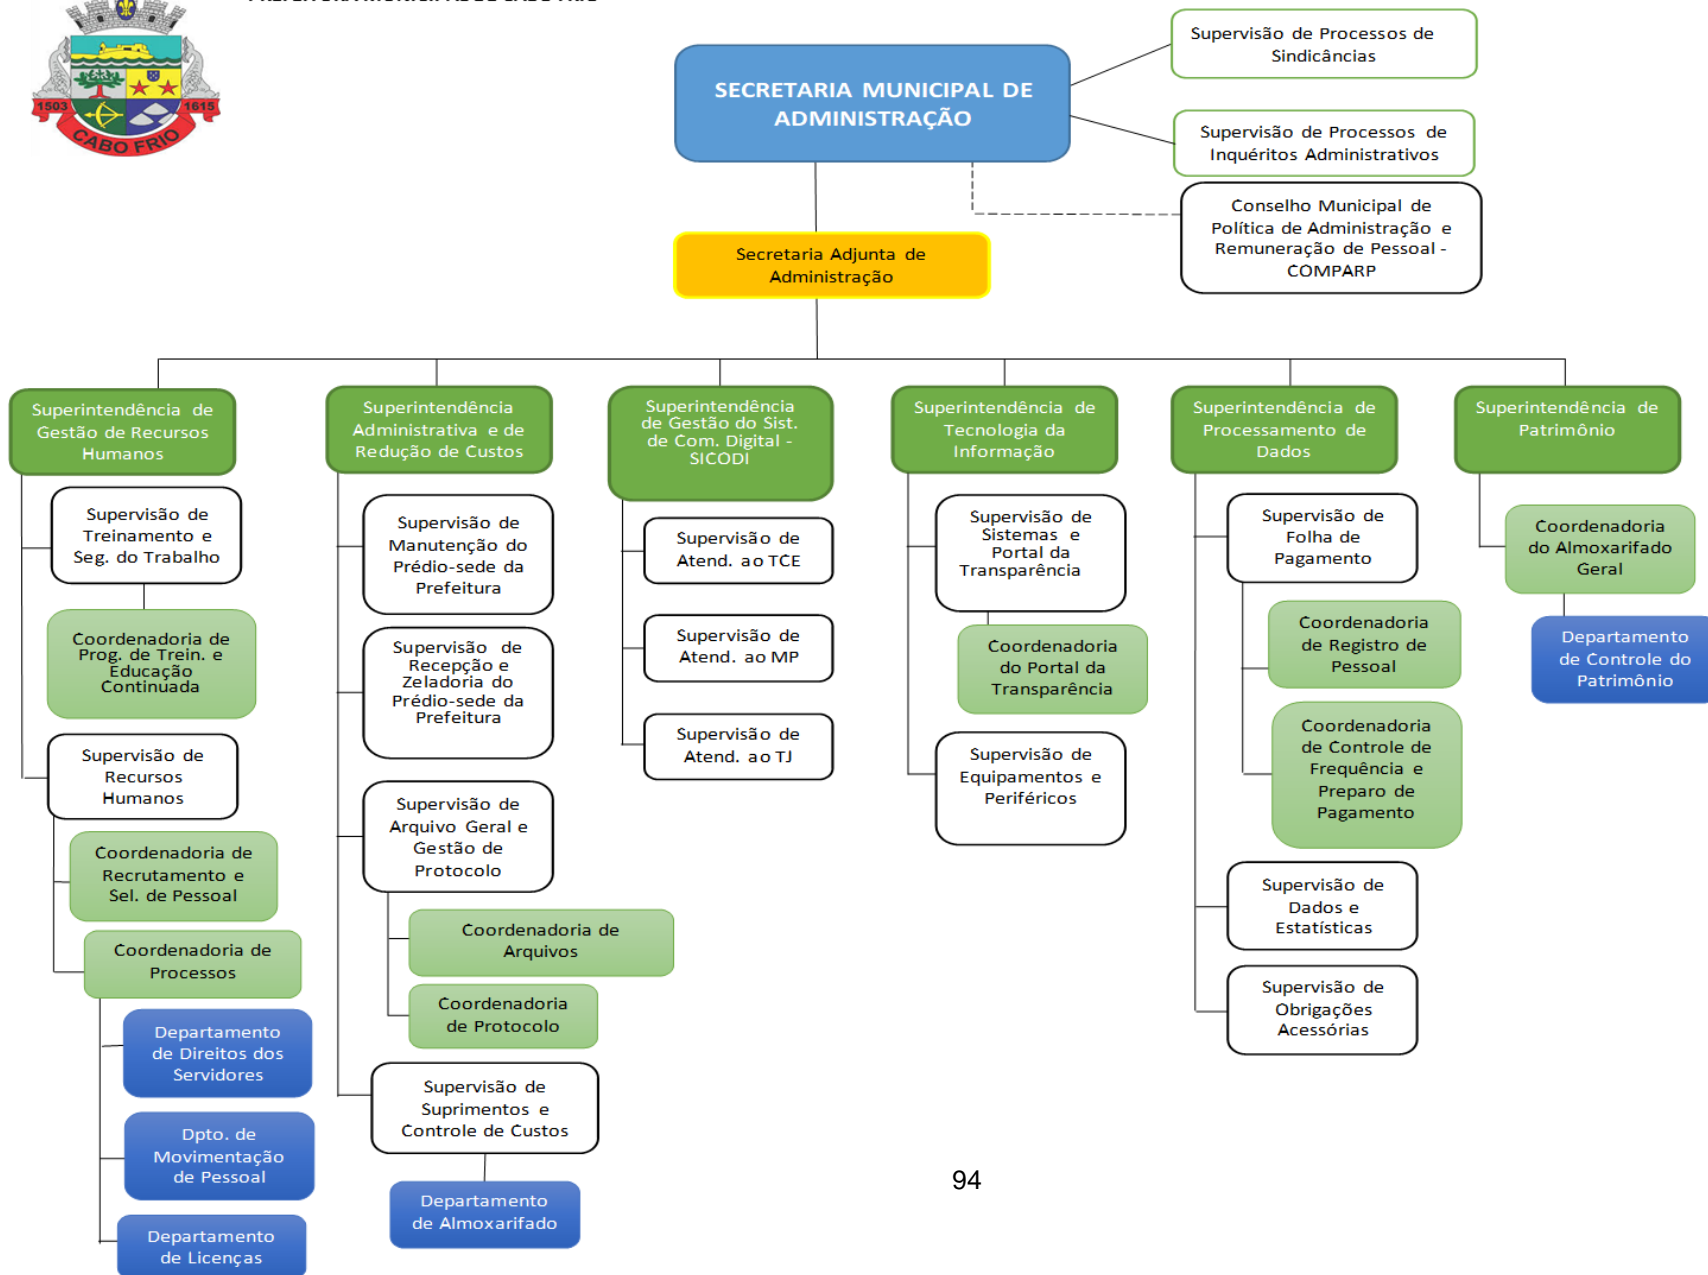 PREFEITURA MUNICIPAL DE CABO FRIO
1503
1615
CABO FRIO
SECRETARIA MUNICIPAL DE
ADMINISTRAÇÃO
Supervisão de Processos de
Sindicâncias
Supervisão de Processos de
Inquéritos Administrativos
Conselho Municipal de
Política de Administração e
Remuneração de Pessoal -
COMPARP
Secretaria Adjunta de
Administração
Superintendência de
Gestão de Recursos
Humanos
Supervisão de
Treinamento e
Seg. do Trabalho
Coordenadoria de
Prog. de Trein. e
Educação
Continuada
Supervisão de
Recursos
Humanos
Coordenadoria de
Recrutamento e
Sel. de Pessoal
Coordenadoria de
Processos
Departamento
de Direitos dos
Servidores
Dpto. de
Movimentação
de Pessoal
Departamento
de Licenças
Superintendência
Administrativa e de
Redução de Custos
Supervisão de
Manutenção do
Prédio-sede da
Prefeitura
Supervisão de
Recepção e
Zeladoria do
Prédio-sede da
Prefeitura
Supervisão de
Arquivo Geral e
Gestão de
Protocolo
Coordenadoria de
Arquivos
Coordenadoria
de Protocolo
Supervisão de
Suprimentos e
Controle de Custos
Departamento
de Almoxarifado
Superintendência
de Gestão do Sist.
de Com. Digital -
SICODI
Supervisão de
Atend. ao TCE
Supervisão de
Atend. ao MP
Supervisão de
Atend. ao TJ
Superintendência de
Tecnologia da
Informação
Supervisão de
Sistemas e
Portal da
Transparência
Coordenadoria
do Portal da
Transparência
Supervisão de
Equipamentos e
Periféricos
Superintendência de
Processamento de
Dados
Supervisão de
Folha de
Pagamento
Coordenadoria
de Registro de
Pessoal
Coordenadoria
de Controle de
Frequência e
Preparo de
Pagamento
Supervisão de
Dados e
Estatísticas
Supervisão de
Obrigações
Acessórias
Superintendência de
Patrimônio
Coordenadoria
do Almoxarifado
Geral
Departamento
de Controle do
Patrimônio
94